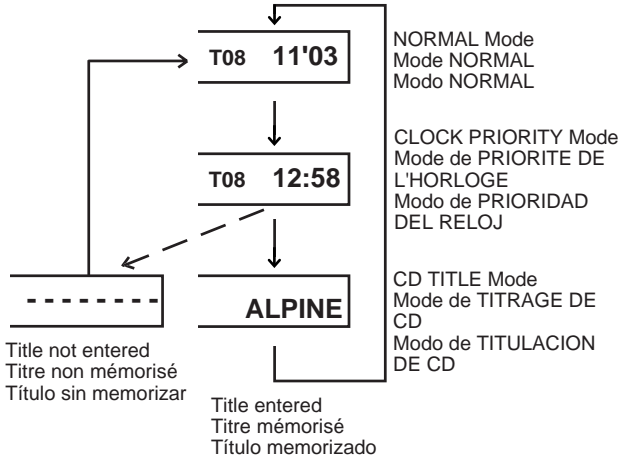 T08 11'03
NORMAL Mode
Mode NORMAL
Modo NORMAL
T08 12:58
CLOCK PRIORITY Mode
Mode de PRIORITE DE
L'HORLOGE
Modo de PRIORIDAD
DEL RELOJ
- - - - - - - -
Title not entered
Titre non mémorisé
Título sin memorizar
ALPINE
CD TITLE Mode
Mode de TITRAGE DE
CD
Modo de TITULACION
DE CD
Title entered
Titre mémorisé
Título memorizado